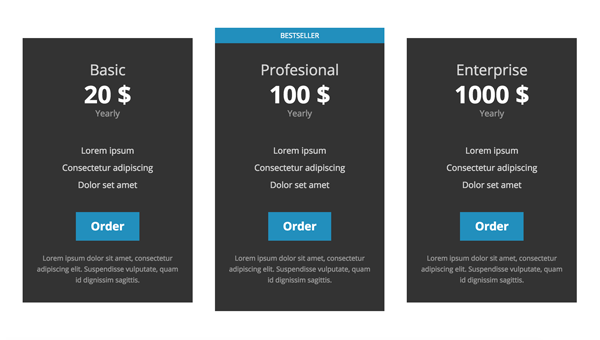 Basic
20 $
Yearly
Lorem ipsum
Consectetur adipiscing
Dolor set amet
Order
Lorem ipsum dolor sit amet, consectetur
adipiscing elit. Suspendisse vulputate, quam
id dignissim sagittis.
BESTSELLER
Profesional
100 $
Yearly
Lorem ipsum
Consectetur adipiscing
Dolor set amet
Order
Lorem ipsum dolor sit amet, consectetur
adipiscing elit. Suspendisse vulputate, quam
id dignissim sagittis.
Enterprise
1000 $
Yearly
Lorem ipsum
Consectetur adipiscing
Dolor set amet
Order
Lorem ipsum dolor sit amet, consectetur
adipiscing elit. Suspendisse vulputate, quam
id dignissim sagittis.